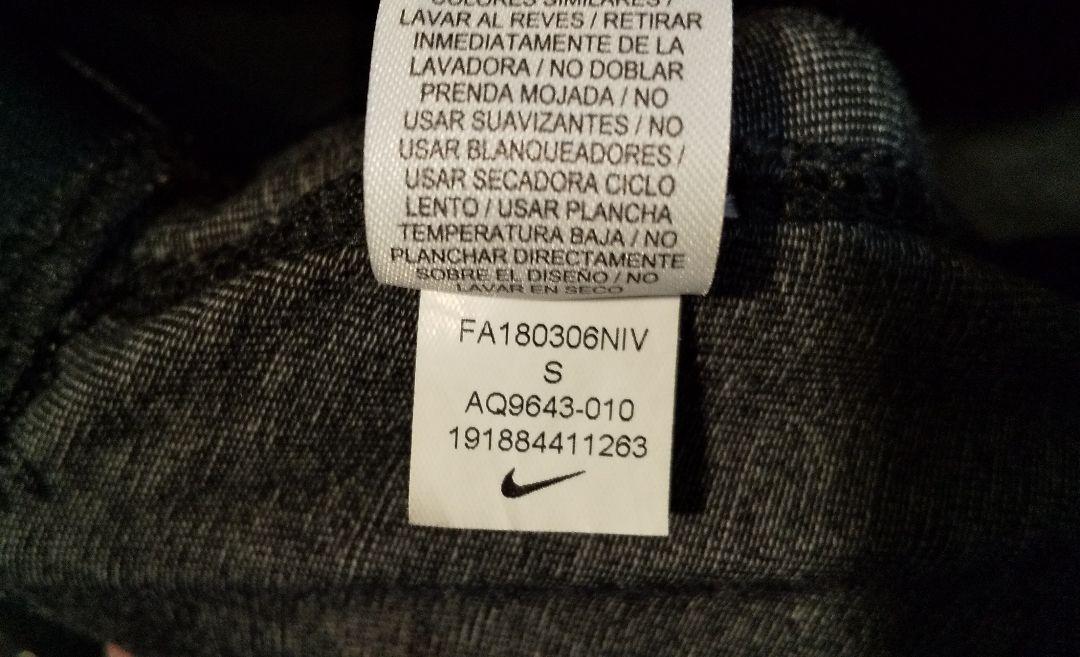 COLORES SIMILARES /
LAVAR AL REVES / RETIRAR
INMEDIATAMENTE DE LA
LAVADORA / NO DOBLAR
PRENDA MOJADA / NO
USAR SUAVIZANTES / NO
USAR BLANQUEADORES /
USAR SECADORA CICLO
LENTO / USAR PLANCHA
TEMPERATURA BAJA / NO
PLANCHAR DIRECTAMENTE
SOBRE EL DISEÑO / NO
LAVAR EN SECO
FA180306NIV
S
AQ9643-010
191884411263